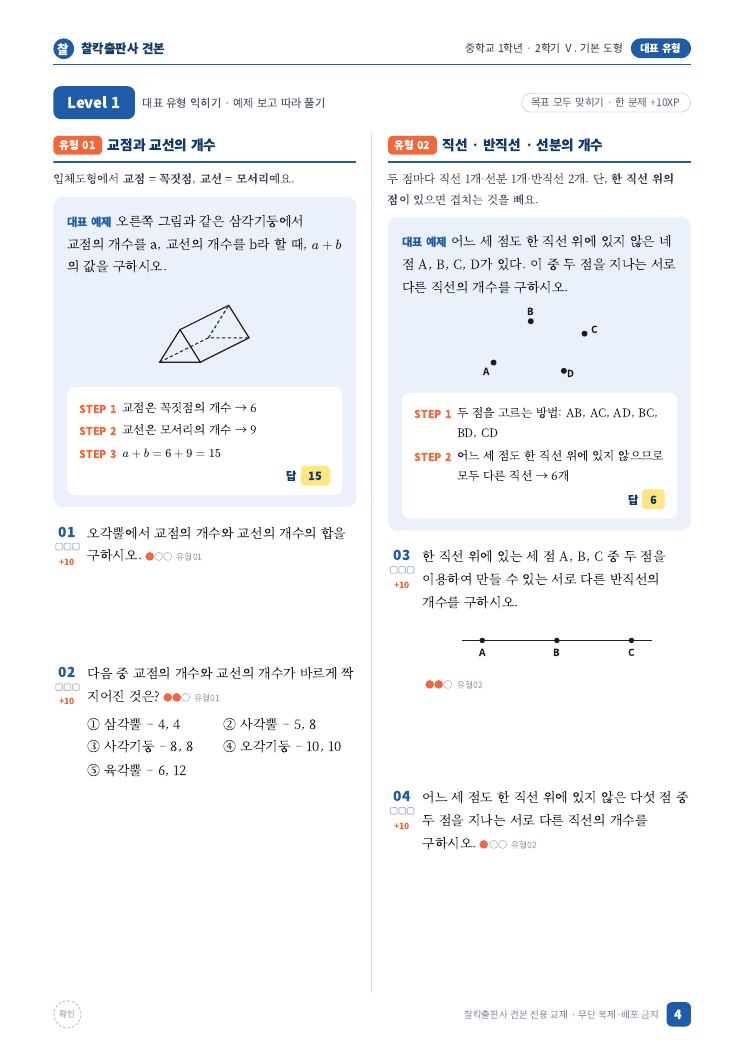 찰 찰칵출판사 견본
중학교 1학년 · 2학기 Ⅴ. 기본 도형 대표 유형
Level 1 대표 유형 익히기 · 예제 보고 따라 풀기
목표 모두 맞히기 · 한 문제 +10XP
유형 01 교점과 교선의 개수
입체도형에서 교점 = 꼭짓점, 교선 = 모서리예요.
대표 예제 오른쪽 그림과 같은 삼각기둥에서
교점의 개수를 a, 교선의 개수를 b라 할 때, a + b
의 값을 구하시오.
STEP 1 교점은 꼭짓점의 개수 → 6
STEP 2 교선은 모서리의 개수 → 9
STEP 3 a + b = 6 + 9 = 15
답 15
01 오각뿔에서 교점의 개수와 교선의 개수의 합을
구하시오. ●○○ 유형01
+10
02 다음 중 교점의 개수와 교선의 개수가 바르게 짝
지어진 것은? ●●○ 유형01
+10
① 삼각뿔 – 4, 4 ② 사각뿔 – 5, 8
③ 사각기둥 – 8, 8 ④ 오각기둥 – 10, 10
⑤ 육각뿔 – 6, 12
유형 02 직선 · 반직선 · 선분의 개수
두 점마다 직선 1개·선분 1개·반직선 2개. 단, 한 직선 위의
점이 있으면 겹치는 것을 빼요.
대표 예제 어느 세 점도 한 직선 위에 있지 않은 네
점 A, B, C, D가 있다. 이 중 두 점을 지나는 서로
다른 직선의 개수를 구하시오.
B
C
A
D
STEP 1 두 점을 고르는 방법: AB, AC, AD, BC,
BD, CD
STEP 2 어느 세 점도 한 직선 위에 있지 않으므로
모두 다른 직선 → 6개
답 6
03 한 직선 위에 있는 세 점 A, B, C 중 두 점을
이용하여 만들 수 있는 서로 다른 반직선의
+10
개수를 구하시오.
A B C
●●○ 유형02
04 어느 세 점도 한 직선 위에 있지 않은 다섯 점 중
두 점을 지나는 서로 다른 직선의 개수를
+10
구하시오. ●○○ 유형02
확인
찰칵출판사 견본 전용 교재 · 무단 복제·배포 금지 4